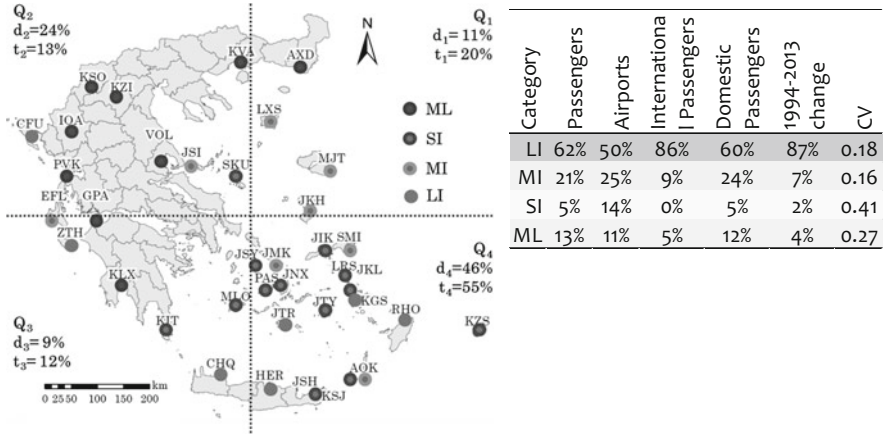 Q2
d2=24%
t2=13%
N
Q1
d1=11%
t1=20%
KVA
AXD
KSO
KZI
CFU
IOA
LXS
ML
SI
MI
LI
VOL
JSI
SKU
MJT
PVK
EFL
GPA
JKH
ZTH
JIK
SMI
Q4
d4=46%
t4=55%
JSY
JMK
LRS
JKL
PAS
JNX
KLX
MLO
KGS
JTY
RHO
JTR
KZS
KIT
Q3
d3=9%
t3=12%
CHQ
HER
JSH
KSJ
AOK
0 25 50 100 150 200
km
Category Passengers Airports Internationa l Passengers Domestic Passengers 1994-2013 change CV
LI 62% 50% 86% 60% 87% 0.18
MI 21% 25% 9% 24% 7% 0.16
SI 5% 14% 0% 5% 2% 0.41
ML 13% 11% 5% 12% 4% 0.27